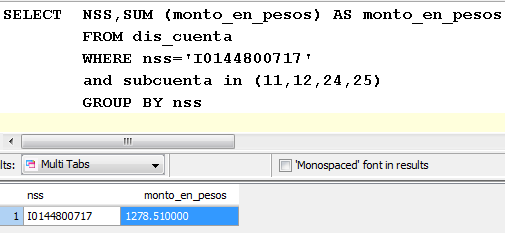 SELECT NSS,SUM (monto_en_pesos) AS monto_en_pesos
FROM dis_cuenta
WHERE nss='I0144800717'
and subcuenta in (11,12,24,25)
GROUP BY nss
lts: Multi Tabs 'Monospaced' font in results
nss monto_en_pesos
1 I0144800717 1278.510000